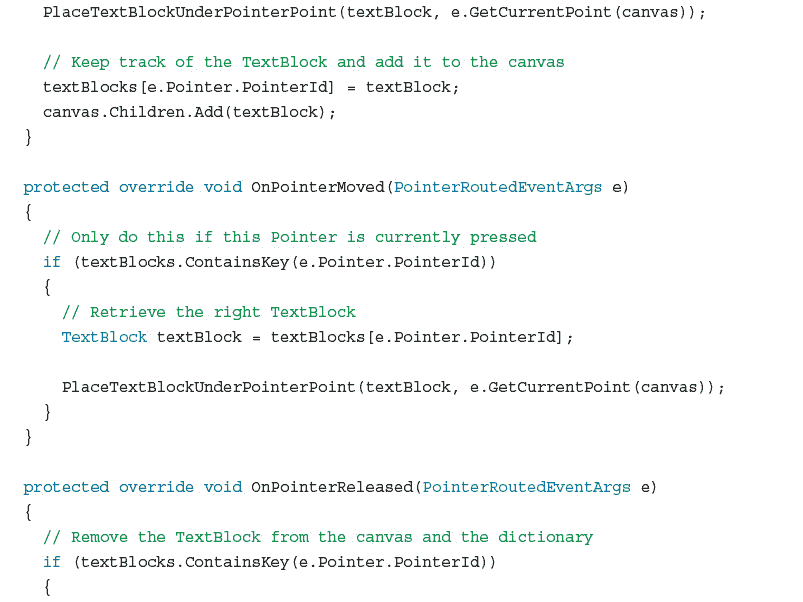 PlaceTextBlockUnderPointerPoint(textBlock, e.GetCurrentPoint(canvas));
// Keep track of the TextBlock and add it to the canvas
textBlocks[e.Pointer.PointerId] = textBlock;
canvas.Children.Add(textBlock);
}
protected override void OnPointerMoved(PointerRoutedEventArgs e)
{
// Only do this if this Pointer is currently pressed
if (textBlocks.ContainsKey(e.Pointer.PointerId))
{
// Retrieve the right TextBlock
TextBlock textBlock = textBlocks[e.Pointer.PointerId];
PlaceTextBlockUnderPointerPoint(textBlock, e.GetCurrentPoint(canvas));
}
}
protected override void OnPointerReleased(PointerRoutedEventArgs e)
{
// Remove the TextBlock from the canvas and the dictionary
if (textBlocks.ContainsKey(e.Pointer.PointerId))
{